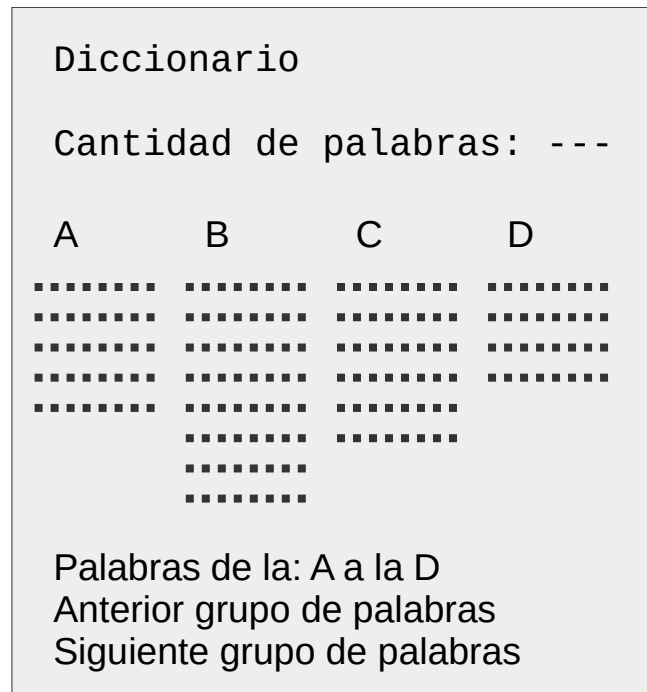 Diccionario
Cantidad de palabras: ---
A B C D
Palabras de la: A a la D
Anterior grupo de palabras
Siguiente grupo de palabras